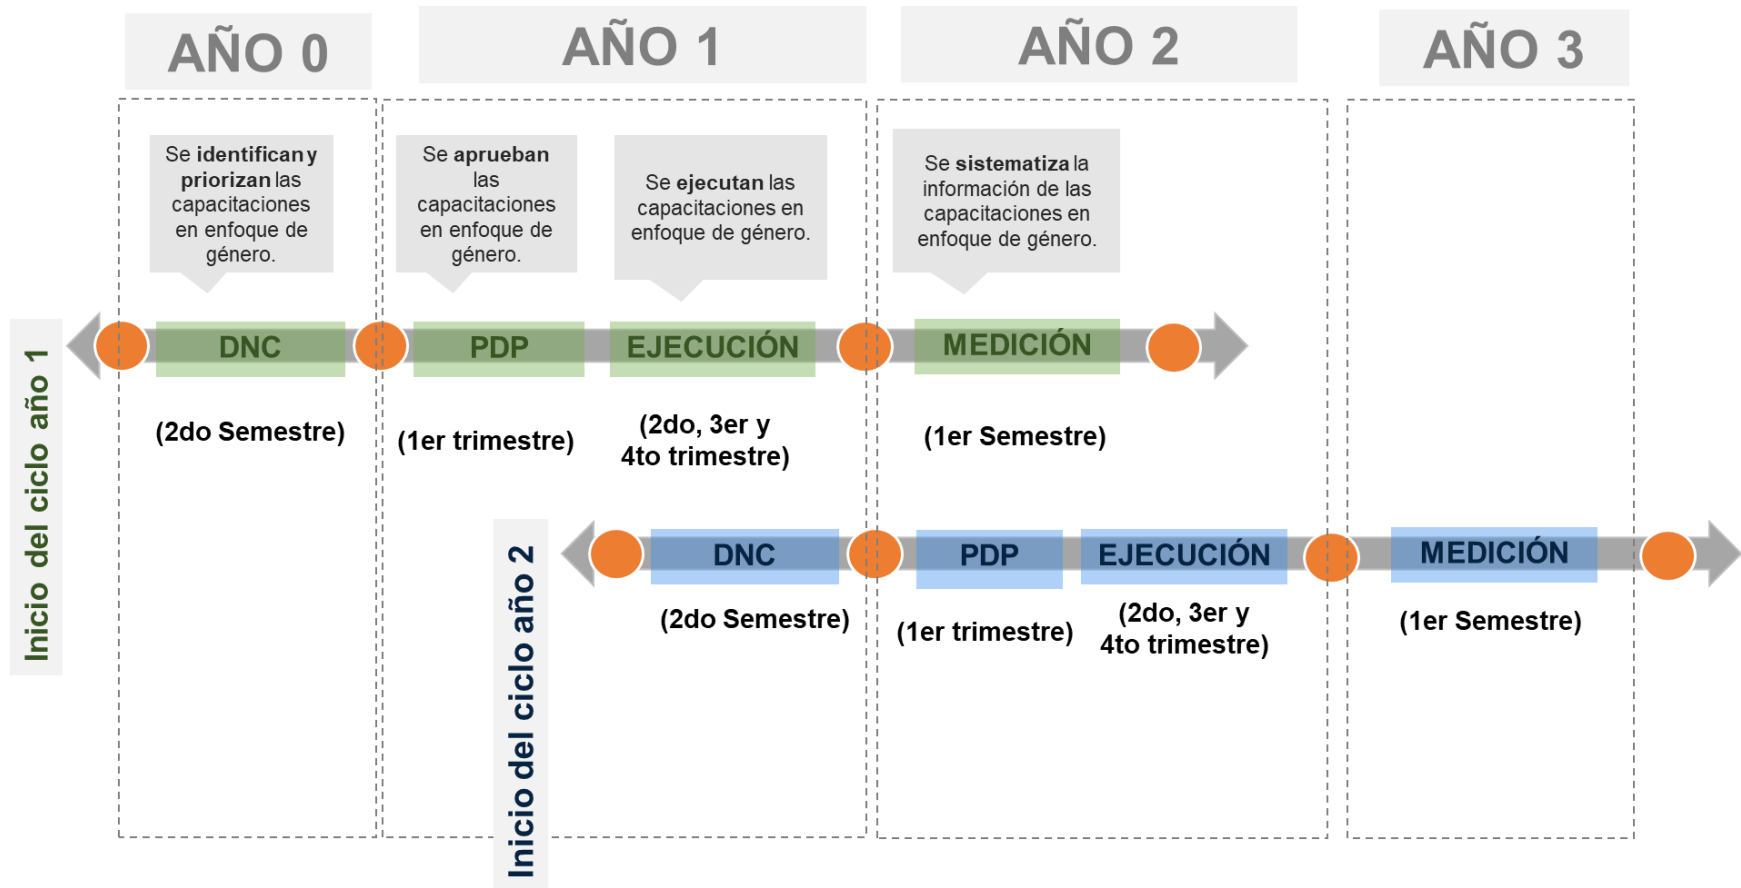 AÑO 0
AÑO 1
AÑO 2
AÑO 3
Se identifican y
priorizan las
capacitaciones
en enfoque de
género.
Se aprueban
las
capacitaciones
en enfoque de
género.
Se ejecutan las
capacitaciones en
enfoque de género.
Se sistematiza la
información de las
capacitaciones en
enfoque de género.
Inicio del ciclo año 1
DNC
PDP
EJECUCIÓN
MEDICIÓN
(2do Semestre)
(1er trimestre)
(2do, 3er y
4to trimestre)
(1er Semestre)
Inicio del ciclo año 2
DNC
PDP
EJECUCIÓN
MEDICIÓN
(2do Semestre)
(1er trimestre)
(2do, 3er y
4to trimestre)
(1er Semestre)